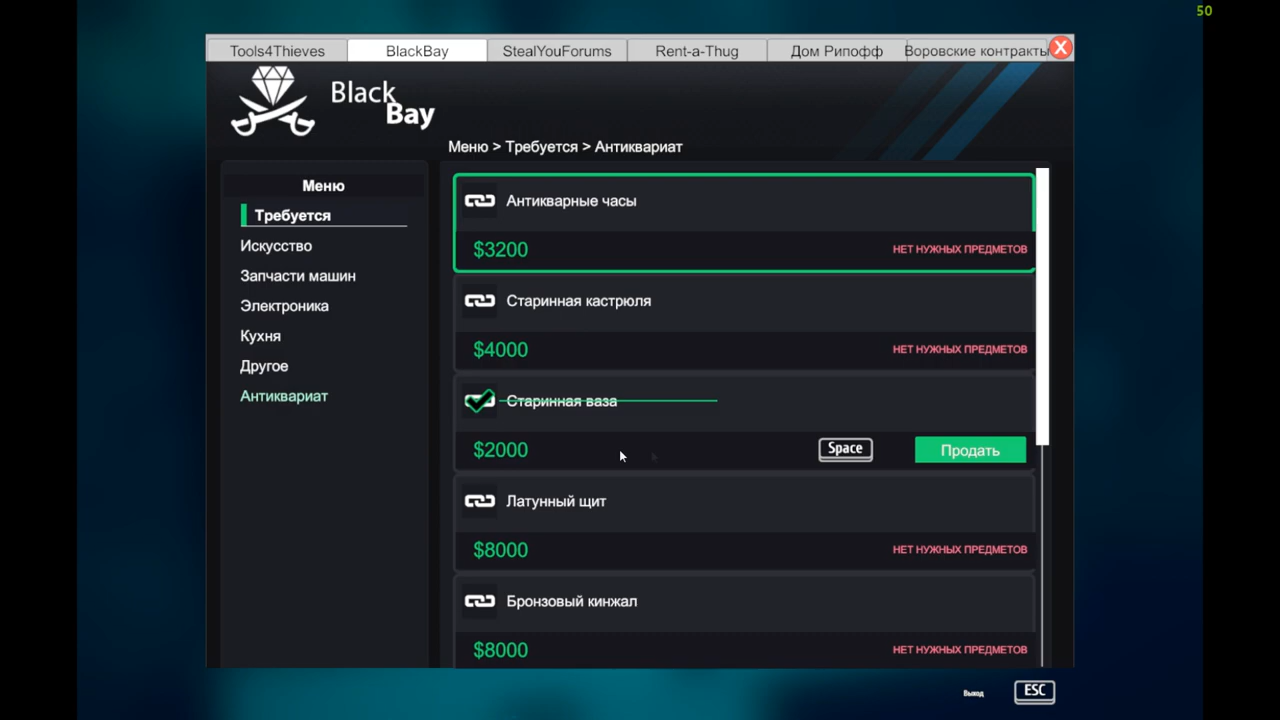 50
Tools4Thieves
BlackBay
StealYouForums
Rent-a-Thug
Дом Рипофф
Воровские контракты
X
Black
Bay
Меню > Требуется > Антиквариат
Меню
Требуется
Искусство
Запчасти машин
Электроника
Кухня
Другое
Антиквариат
Антикварные часы
$3200
НЕТ НУЖНЫХ ПРЕДМЕТОВ
Старинная кастрюля
$4000
НЕТ НУЖНЫХ ПРЕДМЕТОВ
Старинная ваза
$2000
Space
Продать
Латунный щит
$8000
НЕТ НУЖНЫХ ПРЕДМЕТОВ
Бронзовый кинжал
$8000
НЕТ НУЖНЫХ ПРЕДМЕТОВ
Выход
ESC